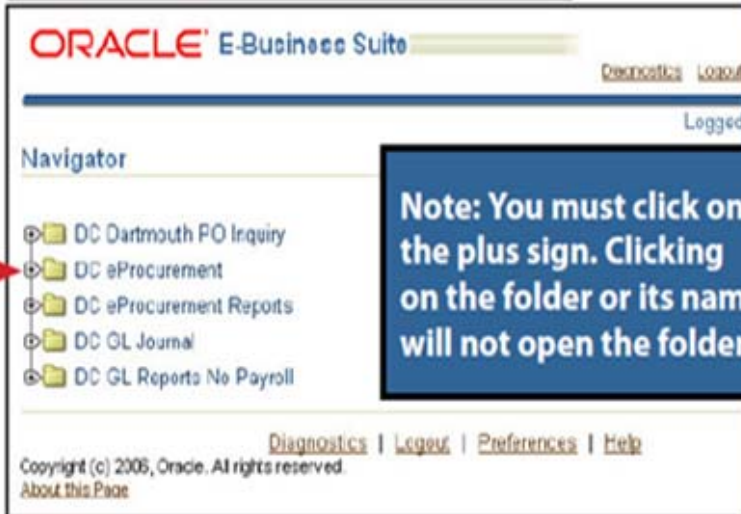 ORACLE E-Business Suite
Diagnostics Logout
Logged
Navigator
Note: You must click on
the plus sign. Clicking
on the folder or its nam
will not open the folder
DC Dartmouth PO Inquiry
DC eProcurement
DC eProcurement Reports
DC GL Journal
DC GL Reports No Payroll
Diagnostics | Logout | Preferences | Help
Copyright (c) 2006, Oracle. All rights reserved.
About this Page